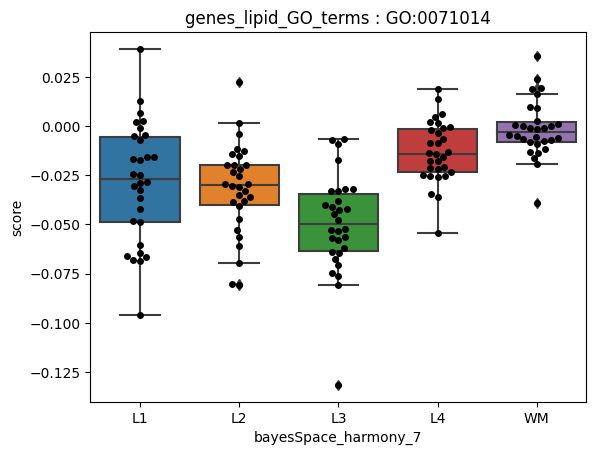 genes_lipid_GO_terms : GO:0071014
0.025
0.000
−0.025
−0.050
−0.075
−0.100
−0.125
score
L1 L2 L3 L4 WM
bayesSpace_harmony_7